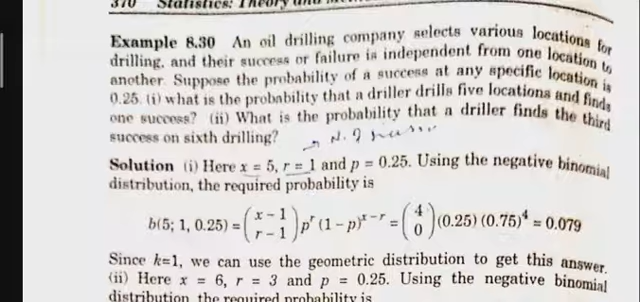 370 Statistics: Theory and
Example 8.30 An oil drilling company selects various locations for
drilling, and their success or failure is independent from one location to
another. Suppose the probability of a success at any specific location is
0.25. (i) what is the probability that a driller drills five locations and finds
one success? (ii) What is the probability that a driller finds the third
success on sixth drilling?
Solution (i) Here x = 5, r = 1 and p = 0.25. Using the negative binomial
distribution, the required probability is
b(5; 1, 0.25) = (x – 1 r – 1) p^r (1 – p)^x – r = (4 0) (0.25) (0.75)^4 = 0.079
Since k=1, we can use the geometric distribution to get this answer.
(ii) Here x = 6, r = 3 and p = 0.25. Using the negative binomial
distribution the required probability is